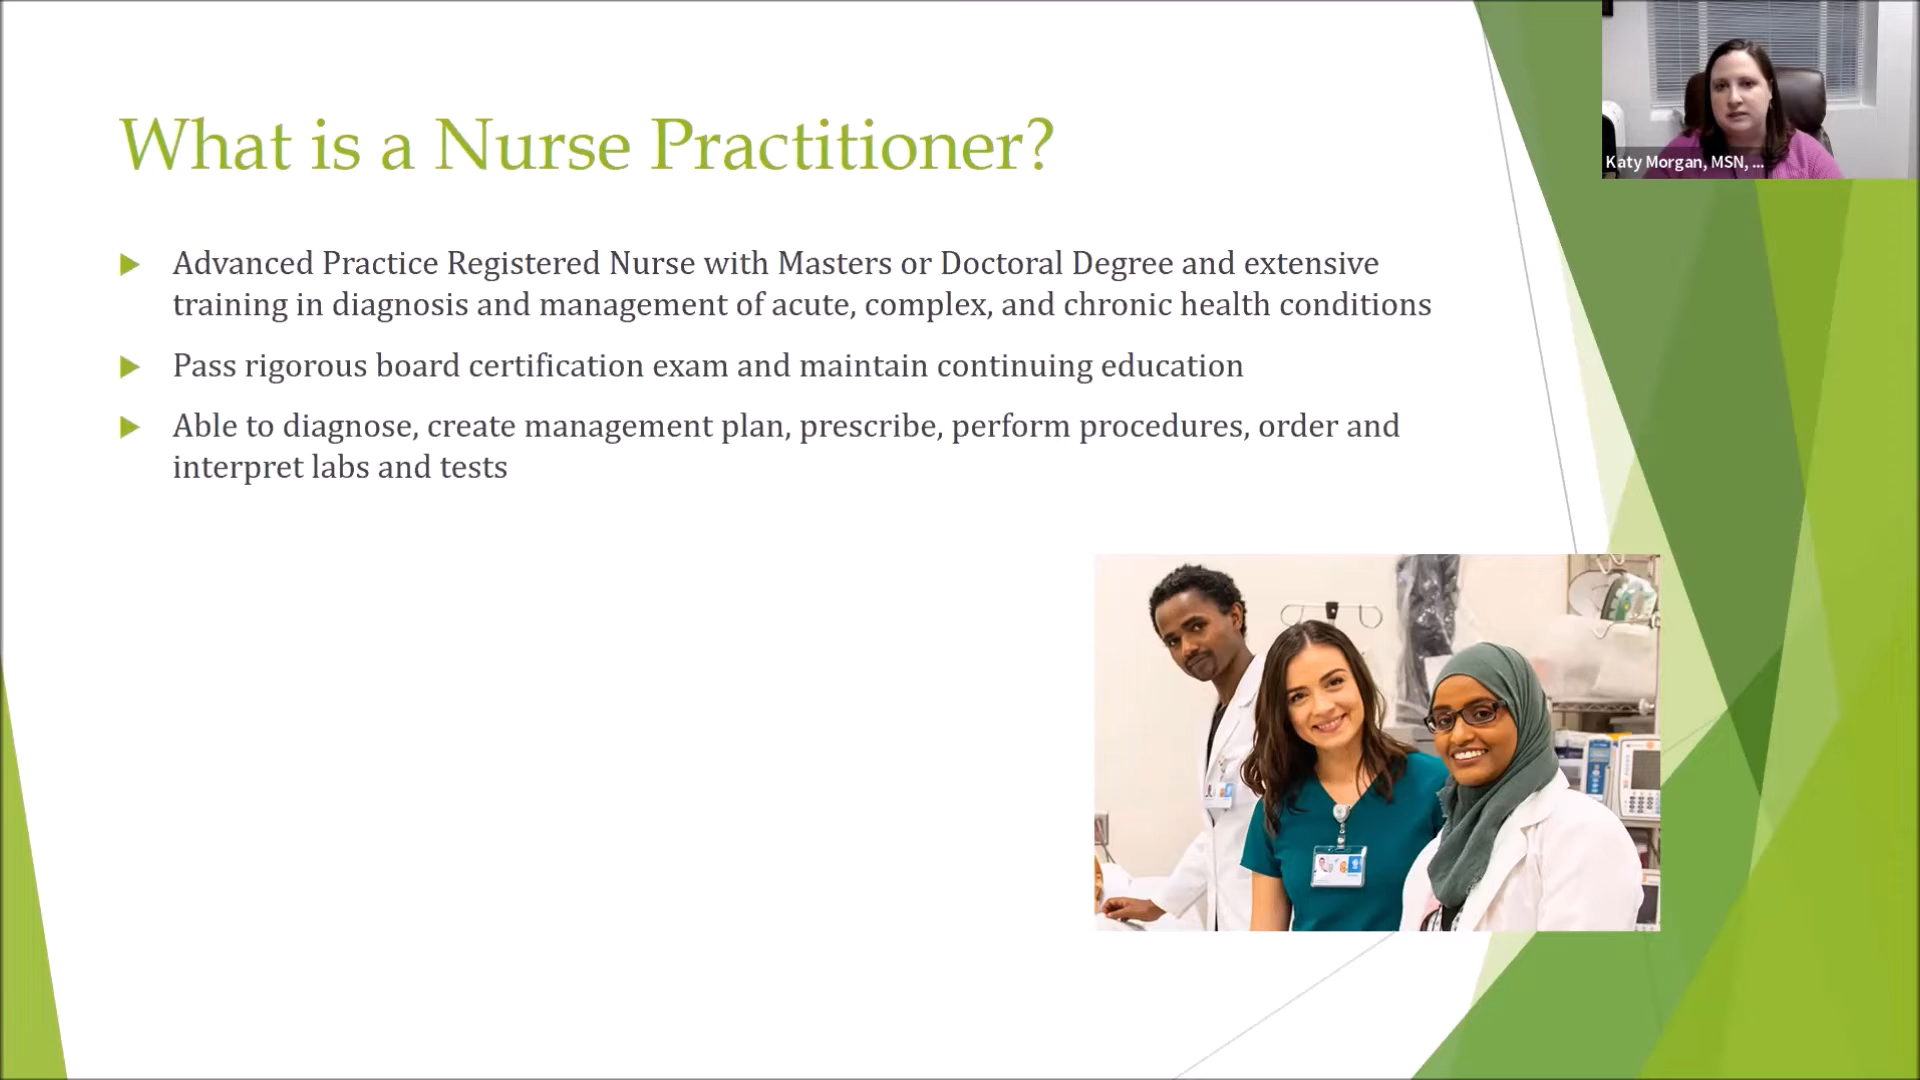 What is a Nurse Practitioner?
Advanced Practice Registered Nurse with Masters or Doctoral Degree and extensive
training in diagnosis and management of acute, complex, and chronic health conditions
Pass rigorous board certification exam and maintain continuing education
Able to diagnose, create management plan, prescribe, perform procedures, order and
interpret labs and tests
Katy Morgan, MSN, ...